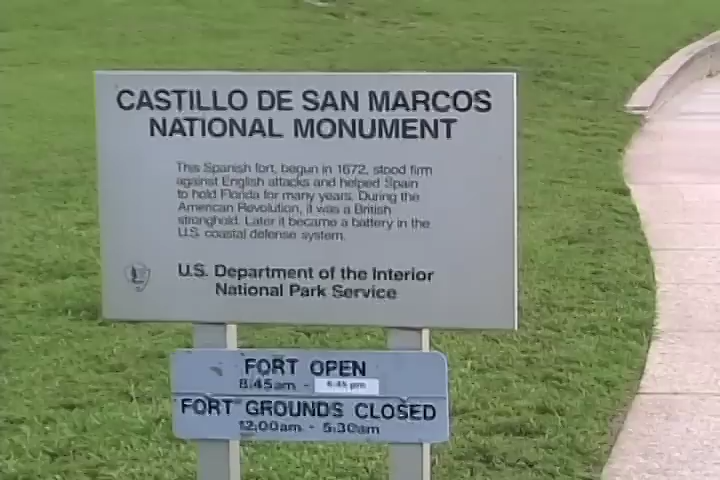 CASTILLO DE SAN MARCOS
NATIONAL MONUMENT
This Spanish fort, begun in 1672, stood firm
against English attacks and helped Spain
to hold Florida for many years. During the
American Revolution, it was a British
stronghold. Later it became a battery in the
U.S. coastal defense system.
U.S. Department of the Interior
National Park Service
FORT OPEN
8:45am -
FORT GROUNDS CLOSED
12:00am - 5:30am